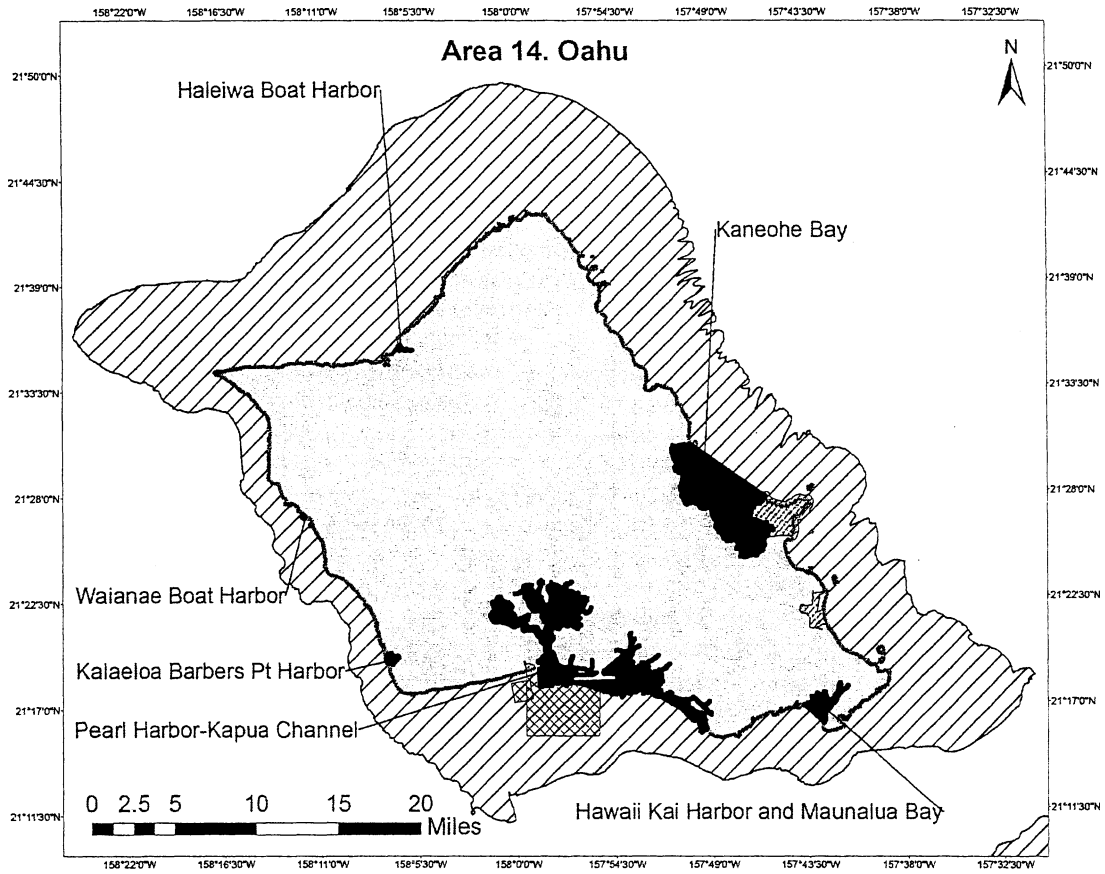 158°22'0"W 158°16'30"W 158°11'0"W 158°5'30"W 158°0'0"W 157°54'30"W 157°49'0"W 157°43'30"W 157°38'0"W 157°32'30"W
Area 14. Oahu
N
21°50'0"N 21°50'0"N
Haleiwa Boat Harbor
21°44'30"N 21°44'30"N
Kaneohe Bay
21°39'0"N 21°39'0"N
21°33'30"N 21°33'30"N
21°28'0"N 21°28'0"N
Waianae Boat Harbor
21°22'30"N 21°22'30"N
Kalaeloa Barbers Pt Harbor
21°17'0"N 21°17'0"N
Pearl Harbor-Kapua Channel
0 2.5 5 10 15 20
Miles
Hawaii Kai Harbor and Maunalua Bay
21°11'30"N 21°11'30"N
158°22'0"W 158°16'30"W 158°11'0"W 158°5'30"W 158°0'0"W 157°54'30"W 157°49'0"W 157°43'30"W 157°38'0"W 157°32'30"W